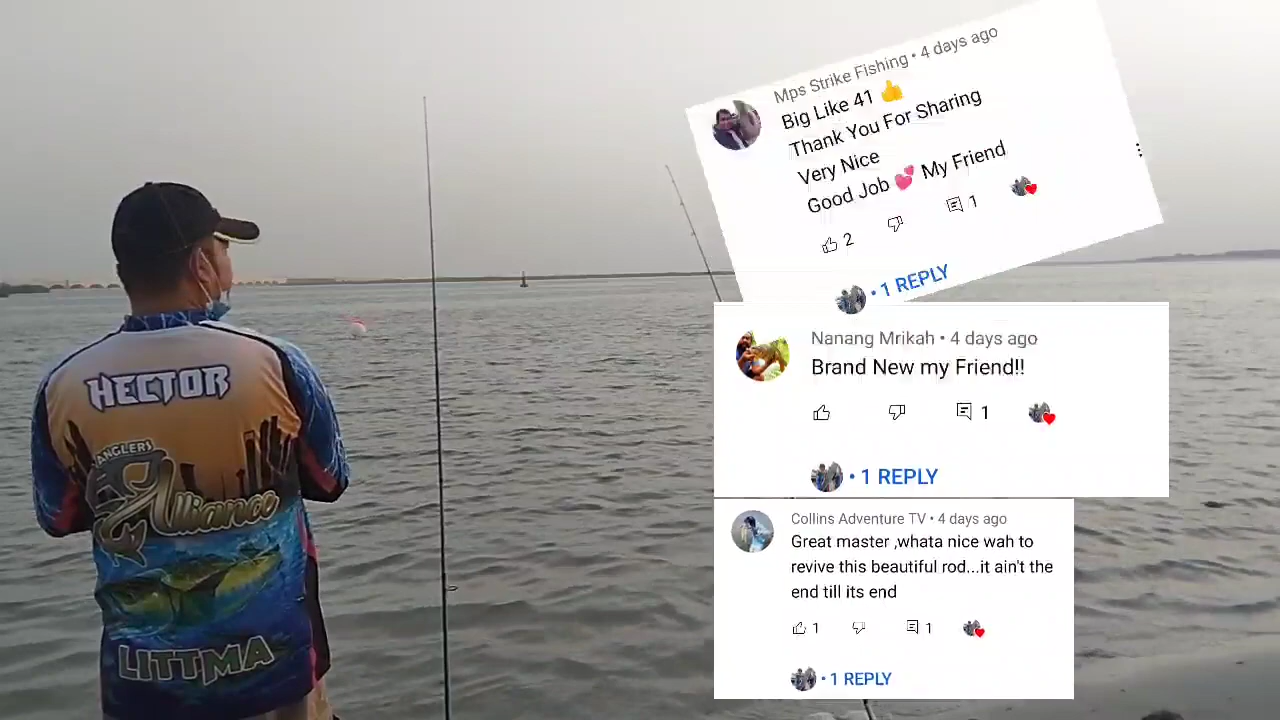 HECTOR
ANGLERS
Alliance
LITTMA
Mps Strike Fishing • 4 days ago
Big Like 41 👍
Thank You For Sharing
Very Nice
Good Job 💕 My Friend
2
1
• 1 REPLY
Nanang Mrikah • 4 days ago
Brand New my Friend!!
1
• 1 REPLY
Collins Adventure TV • 4 days ago
Great master ,whata nice wah to
revive this beautiful rod...it ain't the
end till its end
1 1
• 1 REPLY